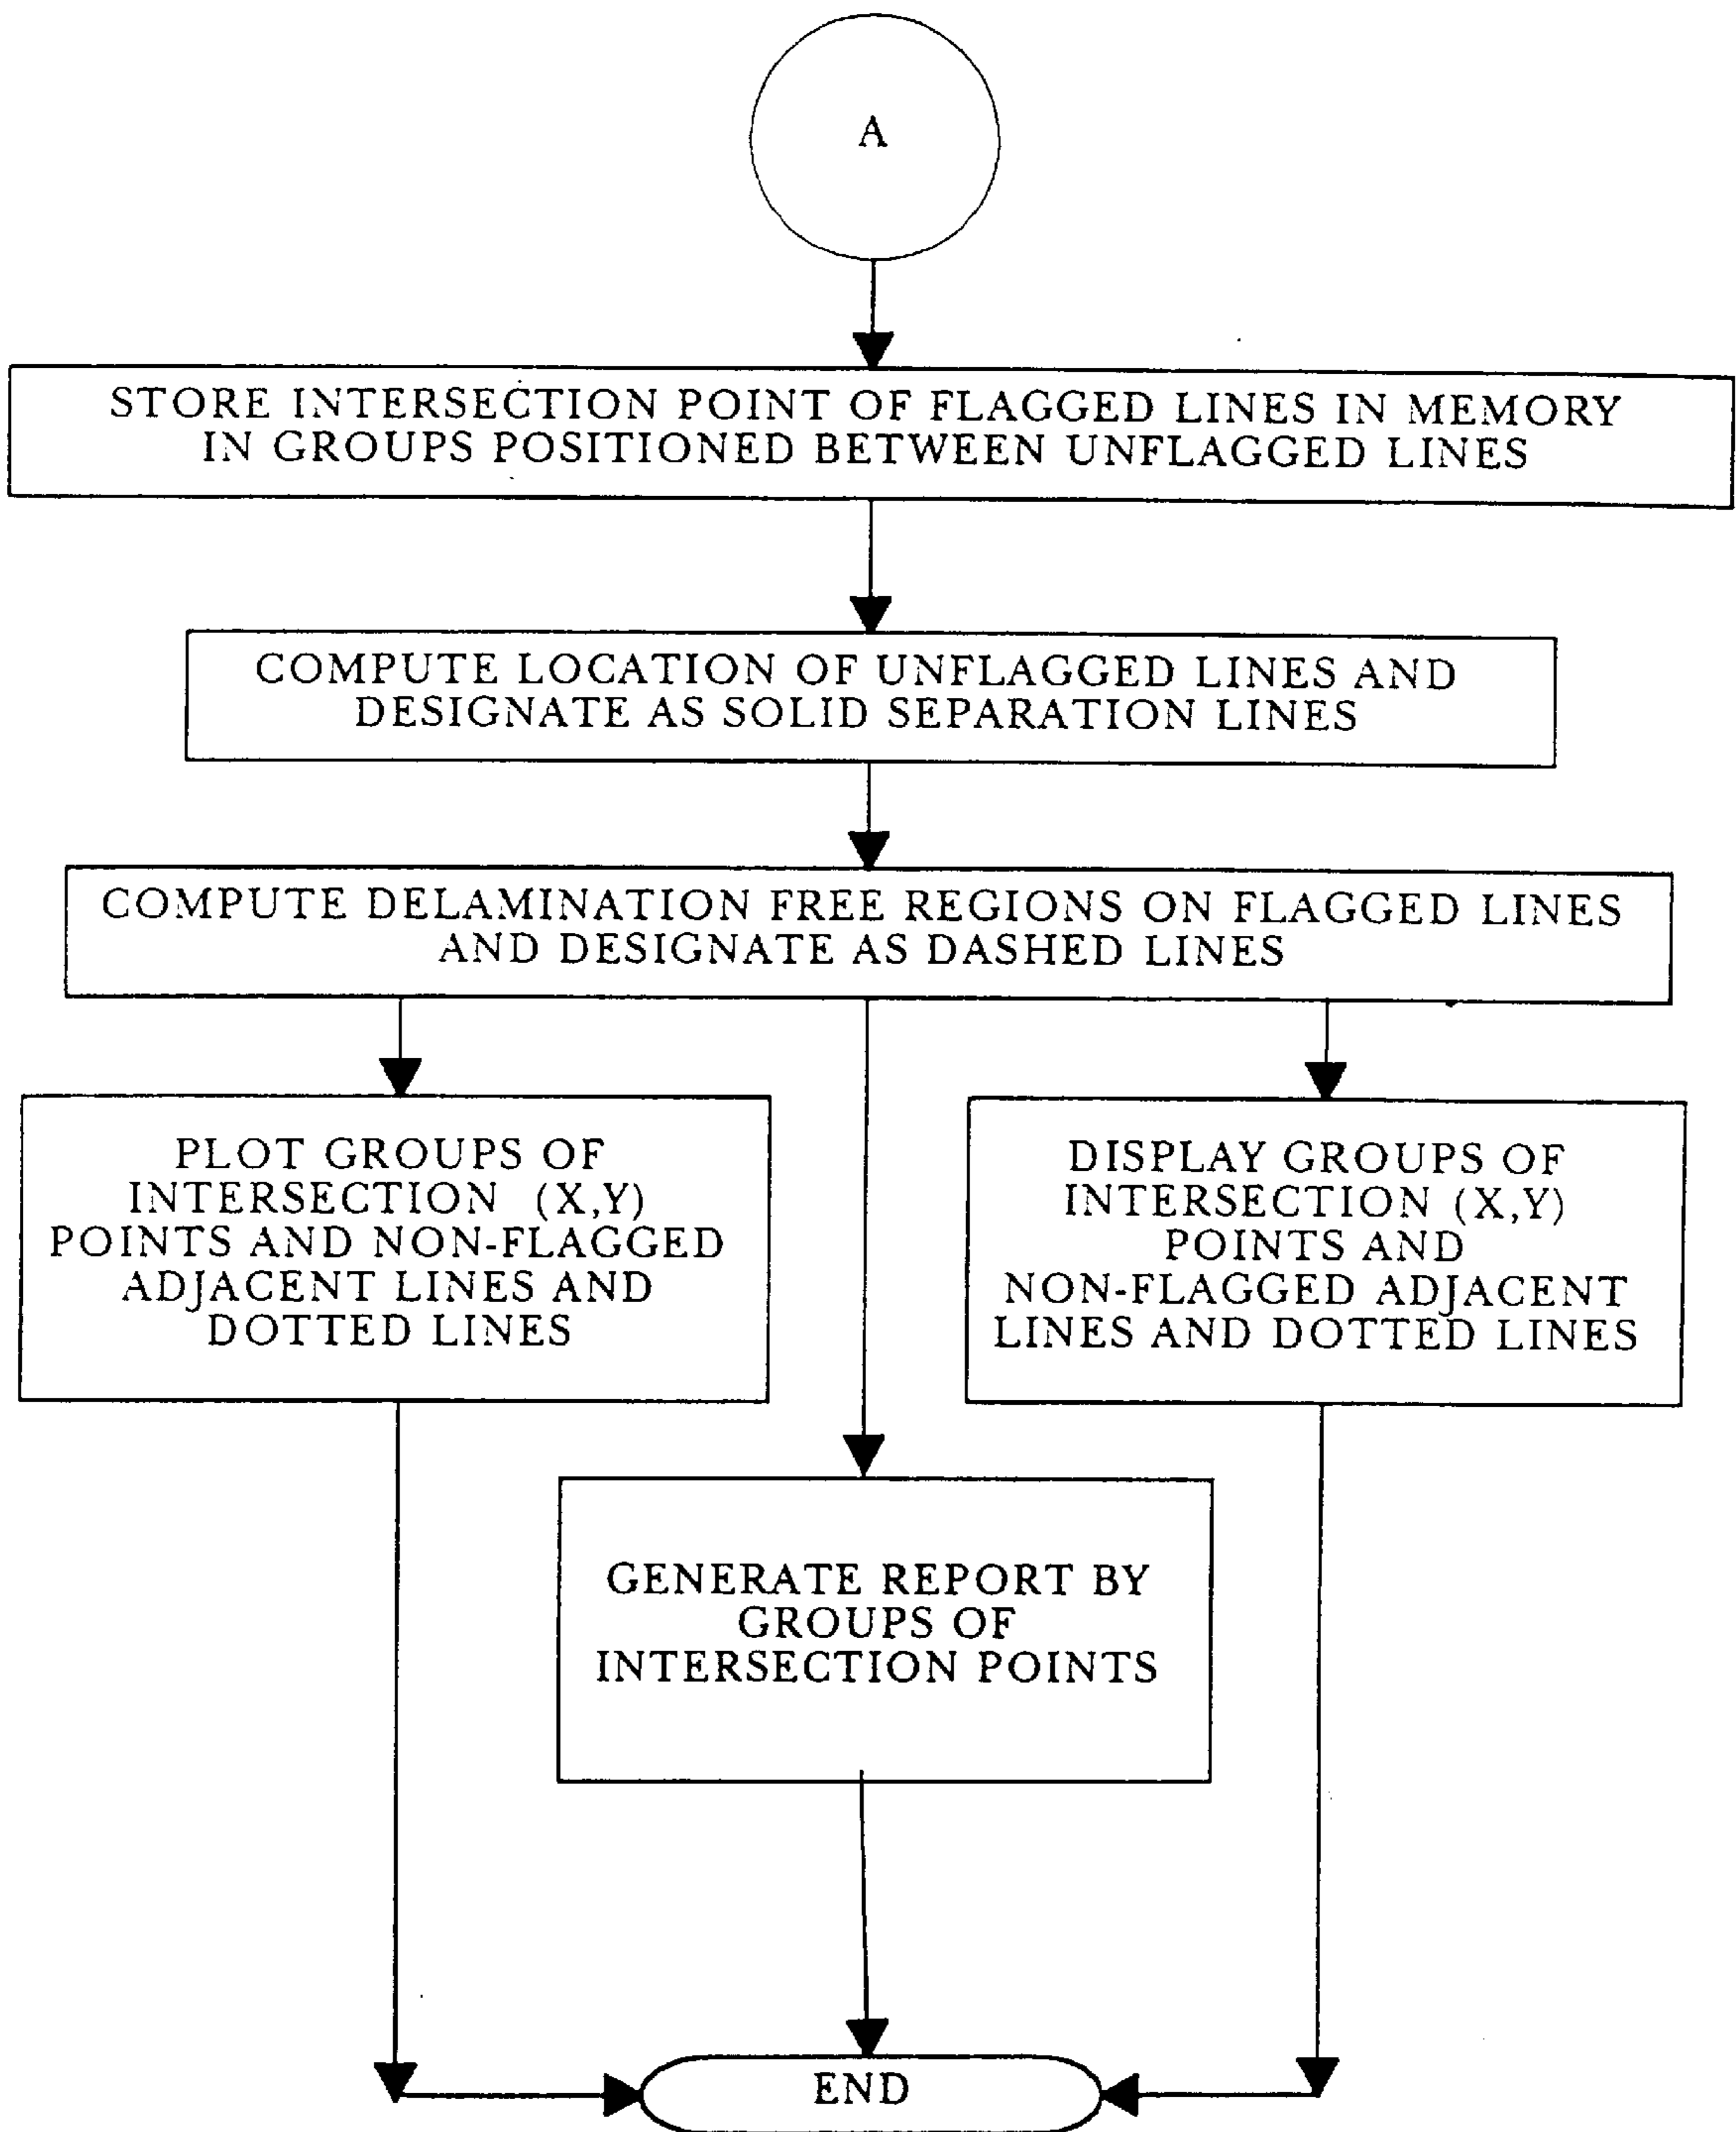 A
STORE INTERSECTION POINT OF FLAGGED LINES IN MEMORY
IN GROUPS POSITIONED BETWEEN UNFLAGGED LINES
COMPUTE LOCATION OF UNFLAGGED LINES AND
DESIGNATE AS SOLID SEPARATION LINES
COMPUTE DELAMINATION FREE REGIONS ON FLAGGED LINES
AND DESIGNATE AS DASHED LINES
PLOT GROUPS OF
INTERSECTION (X,Y)
POINTS AND NON-FLAGGED
ADJACENT LINES AND
DOTTED LINES
DISPLAY GROUPS OF
INTERSECTION (X,Y)
POINTS AND
NON-FLAGGED ADJACENT
LINES AND DOTTED LINES
GENERATE REPORT BY
GROUPS OF
INTERSECTION POINTS
END